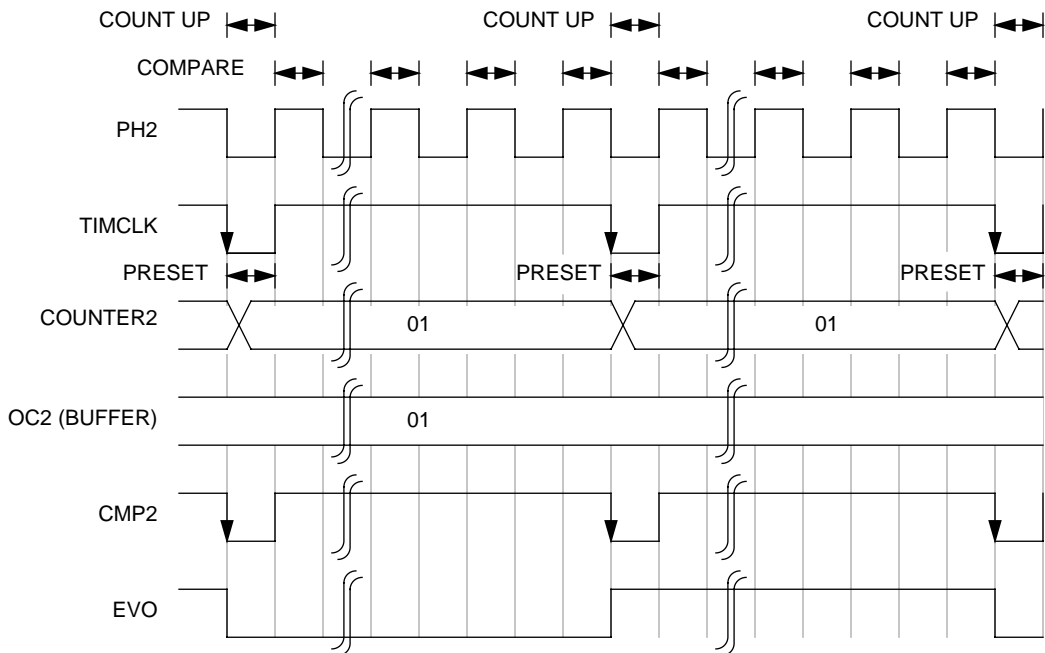 COUNT UP COUNT UP COUNT UP
COMPARE
PH2
TIMCLK
PRESET PRESET PRESET
COUNTER2 01 01
OC2 (BUFFER) 01
CMP2
EVO